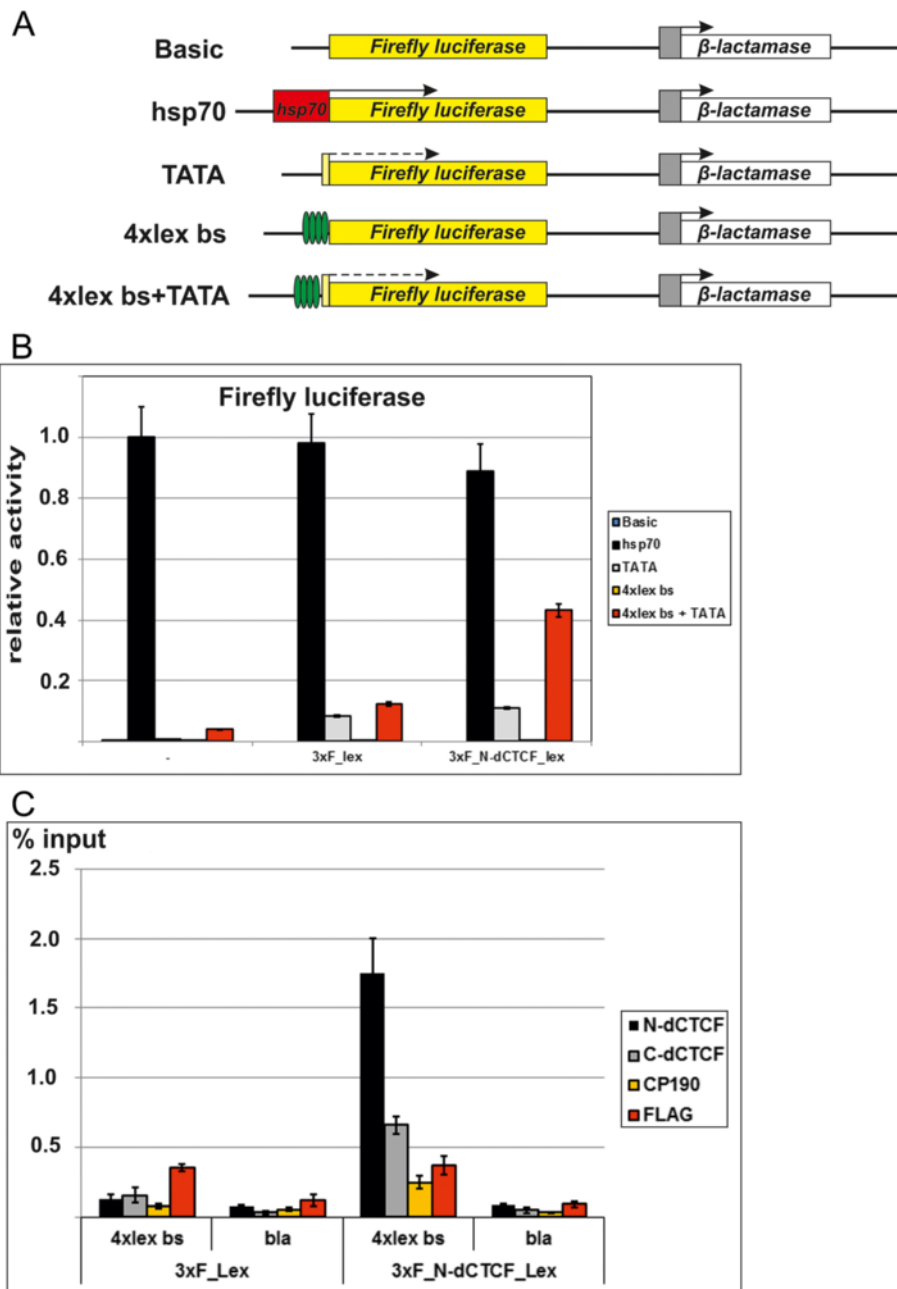 A
Basic
Firefly luciferase
β-lactamase
hsp70
hsp70
Firefly luciferase
β-lactamase
TATA
Firefly luciferase
β-lactamase
4xlex bs
Firefly luciferase
β-lactamase
4xlex bs+TATA
Firefly luciferase
β-lactamase
B
Firefly luciferase
relative activity
1.0
0.8
0.6
0.4
0.2
-
3xF_lex
3xF_N-dCTCF_lex
Basic
hsp70
TATA
4xlex bs
4xlex bs + TATA
C
% input
2.5
2.0
1.5
1.0
0.5
4xlex bs
bla
4xlex bs
bla
3xF_Lex
3xF_N-dCTCF_Lex
N-dCTCF
C-dCTCF
CP190
FLAG